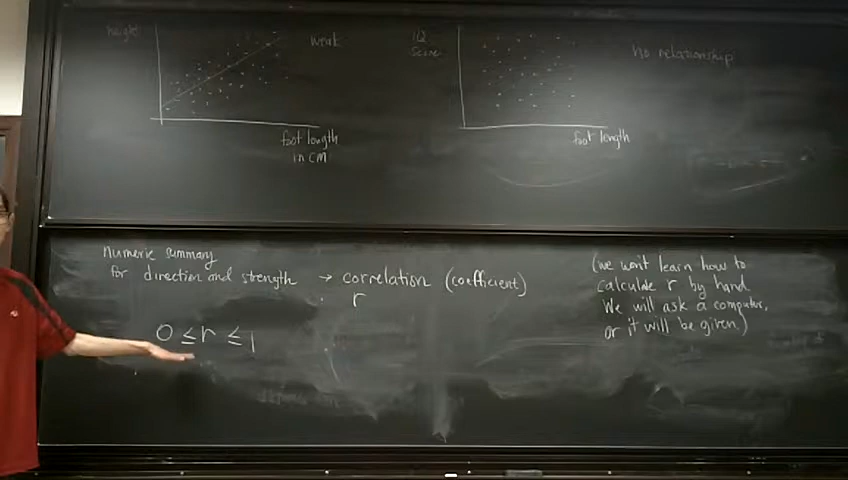 height
weak
IQ
Score
no relationship
foot length
in CM
foot length
numeric summary
for direction and strength → correlation (coefficient)
r
(we won't learn how to
calculate r by hand.
We will ask a computer,
or it will be given)
0 ≤ r ≤ 1